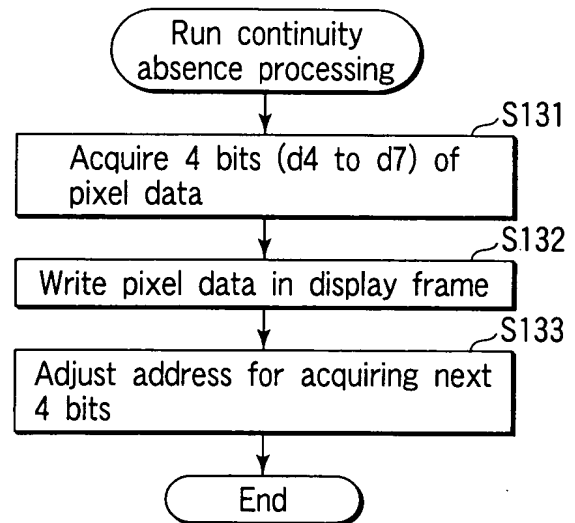 Run continuity
absence processing
S131
Acquire 4 bits (d4 to d7) of
pixel data
S132
Write pixel data in display frame
S133
Adjust address for acquiring next
4 bits
End